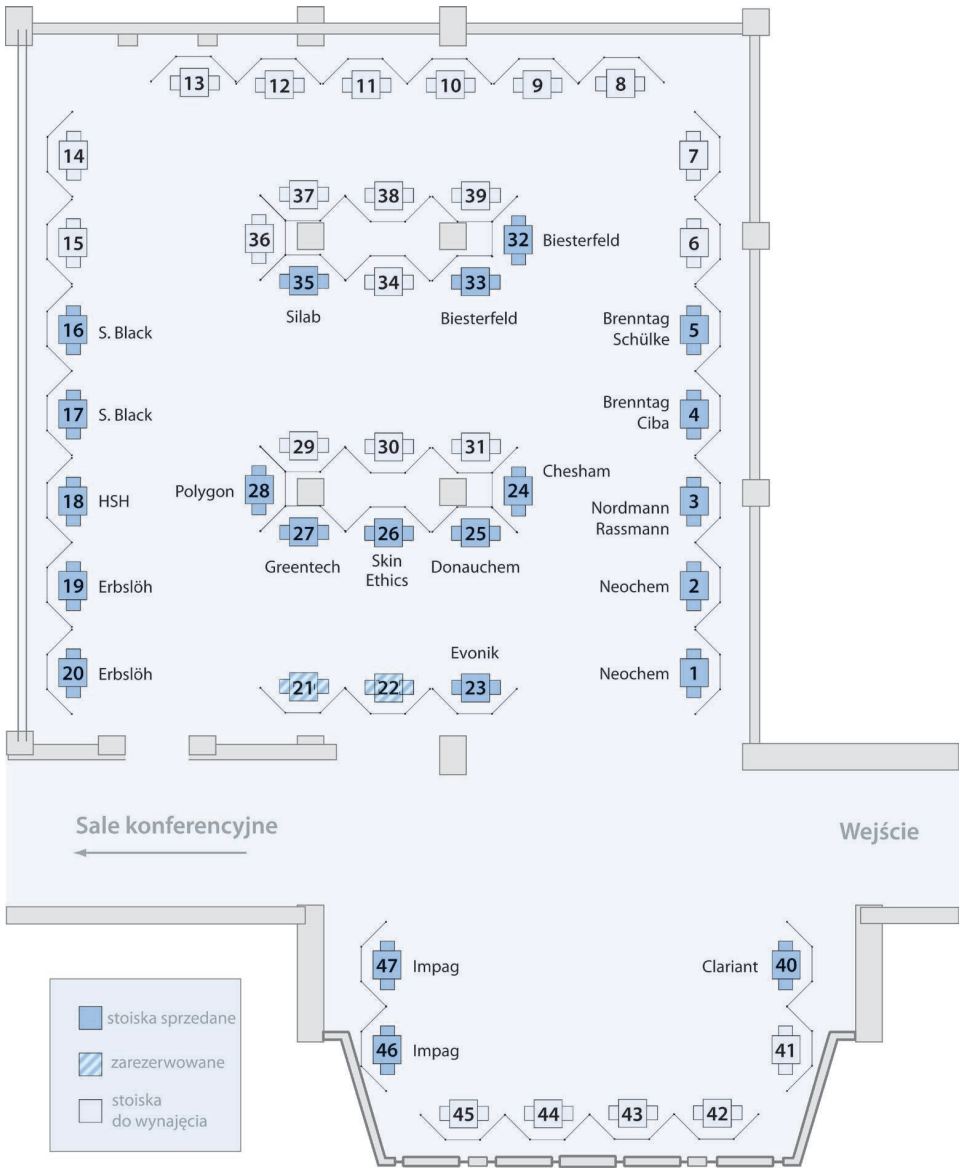 13 12 11 10 9 8
14
7
37 38 39
15
36
32 Biesterfeld
6
35 34 33
Silab
Biesterfeld
16 S. Black
Brenntag
Schülke
5
17 S. Black
Brenntag
Ciba
4
29 30 31
Polygon 28
24 Chesham
18 HSH
Nordmann
Rassmann
3
27 26 25
Greentech
Skin
Ethics
Donauchem
19 Erbslöh
Neochem 2
Evonik
20 Erbslöh
21 22 23
Neochem 1
Sale konferencyjne
Wejście
47 Impag
Clariant 40
46 Impag
41
45 44 43 42
stoiska sprzedane
zarezerwowane
stoiska
do wynajęcia